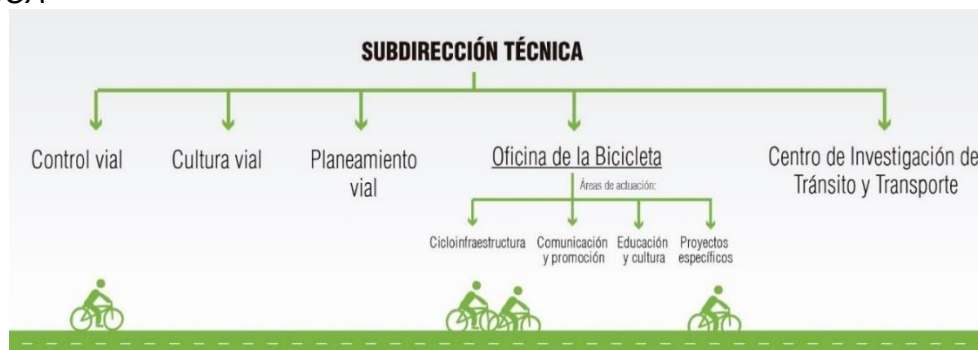 SUBDIRECCIÓN TÉCNICA
Control vial
Cultura vial
Planeamiento
vial
Oficina de la Bicicleta
Centro de Investigación de
Tránsito y Transporte
Áreas de actuación:
Cicloinfraestructura
Comunicación
y promoción
Educación
y cultura
Proyectos
específicos